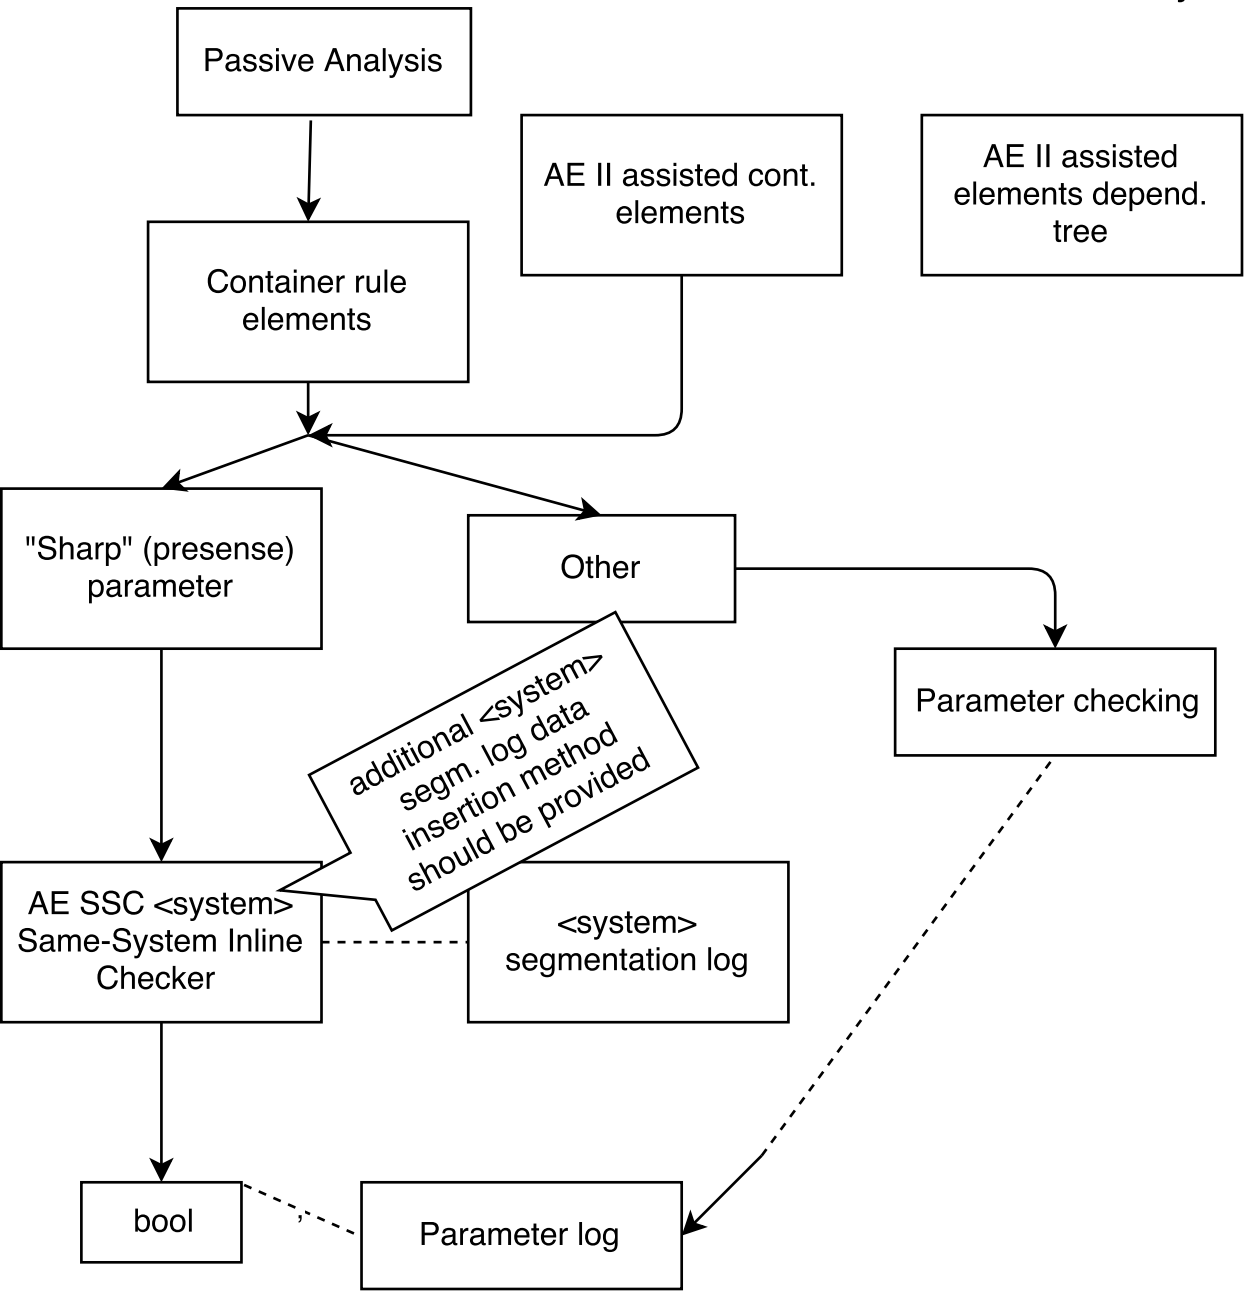 Passive Analysis
AE II assisted cont.
elements
AE II assisted
elements depend.
tree
Container rule
elements
"Sharp" (presense)
parameter
Other
Parameter checking
additional <system>
segm. log data
insertion method
should be provided
AE SSC <system>
Same-System Inline
Checker
<system>
segmentation log
bool
,
Parameter log